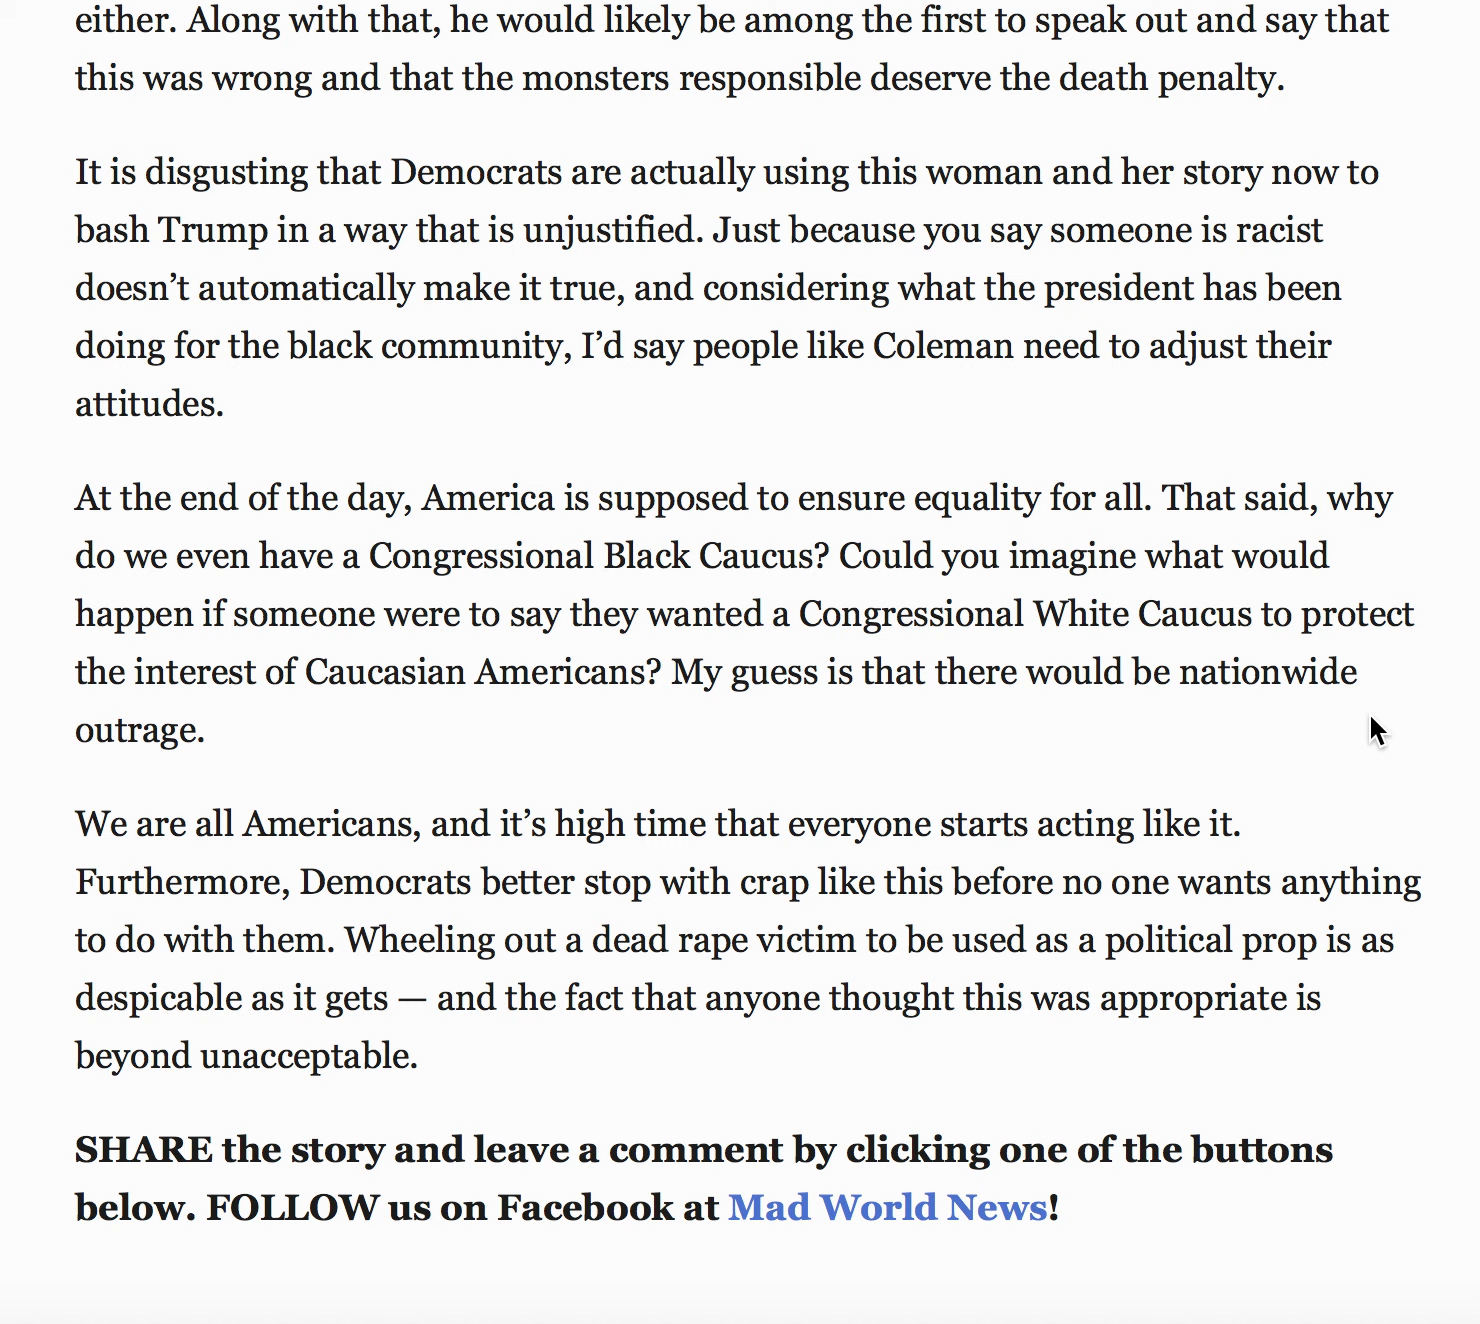 either. Along with that, he would likely be among the first to speak out and say that
this was wrong and that the monsters responsible deserve the death penalty.
It is disgusting that Democrats are actually using this woman and her story now to
bash Trump in a way that is unjustified. Just because you say someone is racist
doesn’t automatically make it true, and considering what the president has been
doing for the black community, I’d say people like Coleman need to adjust their
attitudes.
At the end of the day, America is supposed to ensure equality for all. That said, why
do we even have a Congressional Black Caucus? Could you imagine what would
happen if someone were to say they wanted a Congressional White Caucus to protect
the interest of Caucasian Americans? My guess is that there would be nationwide
outrage.
We are all Americans, and it’s high time that everyone starts acting like it.
Furthermore, Democrats better stop with crap like this before no one wants anything
to do with them. Wheeling out a dead rape victim to be used as a political prop is as
despicable as it gets — and the fact that anyone thought this was appropriate is
beyond unacceptable.
SHARE the story and leave a comment by clicking one of the buttons
below. FOLLOW us on Facebook at Mad World News!